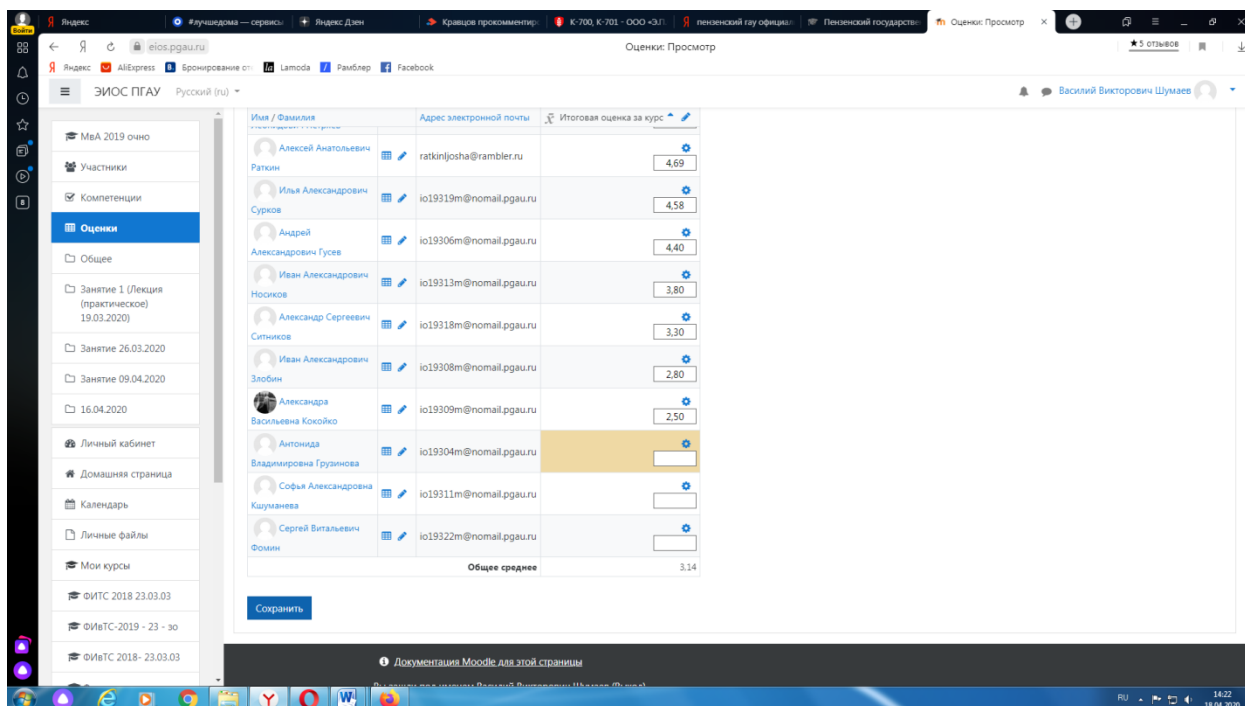 Яндекс
#лучшедома — сервисы
Яндекс Дзен
Кравцов прокомментир
К-700, К-701 - ООО «ЭЛ
пензенский гау официал
Пензенский государстве
Оценки: Просмотр
Войти
eios.pgau.ru
Оценки: Просмотр
★5 отзывов
Яндекс
AliExpress
Бронирование от
Lamoda
Рамблер
Facebook
ЭИОС ПГАУ
Русский (ru)
Василий Викторович Шумаев
МвА 2019 очно
Участники
Компетенции
Оценки
Общее
Занятие 1 (Лекция
(практическое)
19.03.2020)
Занятие 26.03.2020
Занятие 09.04.2020
16.04.2020
Личный кабинет
Домашняя страница
Календарь
Личные файлы
Мои курсы
ФИТС 2018 23.03.03
ФИвТС-2019 - 23 - зо
ФИвТС 2018- 23.03.03
Имя / Фамилия
Адрес электронной почты
Итоговая оценка за курс
Алексей Анатольевич
Раткин
ratkinljosha@rambler.ru
4,69
Илья Александрович
Сурков
io19319m@nomail.pgau.ru
4,58
Андрей
Александрович Гусев
io19306m@nomail.pgau.ru
4,40
Иван Александрович
Носиков
io19313m@nomail.pgau.ru
3,80
Александр Сергеевич
Ситников
io19318m@nomail.pgau.ru
3,30
Иван Александрович
Злобин
io19308m@nomail.pgau.ru
2,80
Александра
Васильевна Кокойко
io19309m@nomail.pgau.ru
2,50
Антонида
Владимировна Грузинова
io19304m@nomail.pgau.ru
Софья Александровна
Кшуманева
io19311m@nomail.pgau.ru
Сергей Витальевич
Фомин
io19322m@nomail.pgau.ru
Общее среднее
3,14
Сохранить
Документация Moodle для этой страницы
RU
14:22
18.04.2020